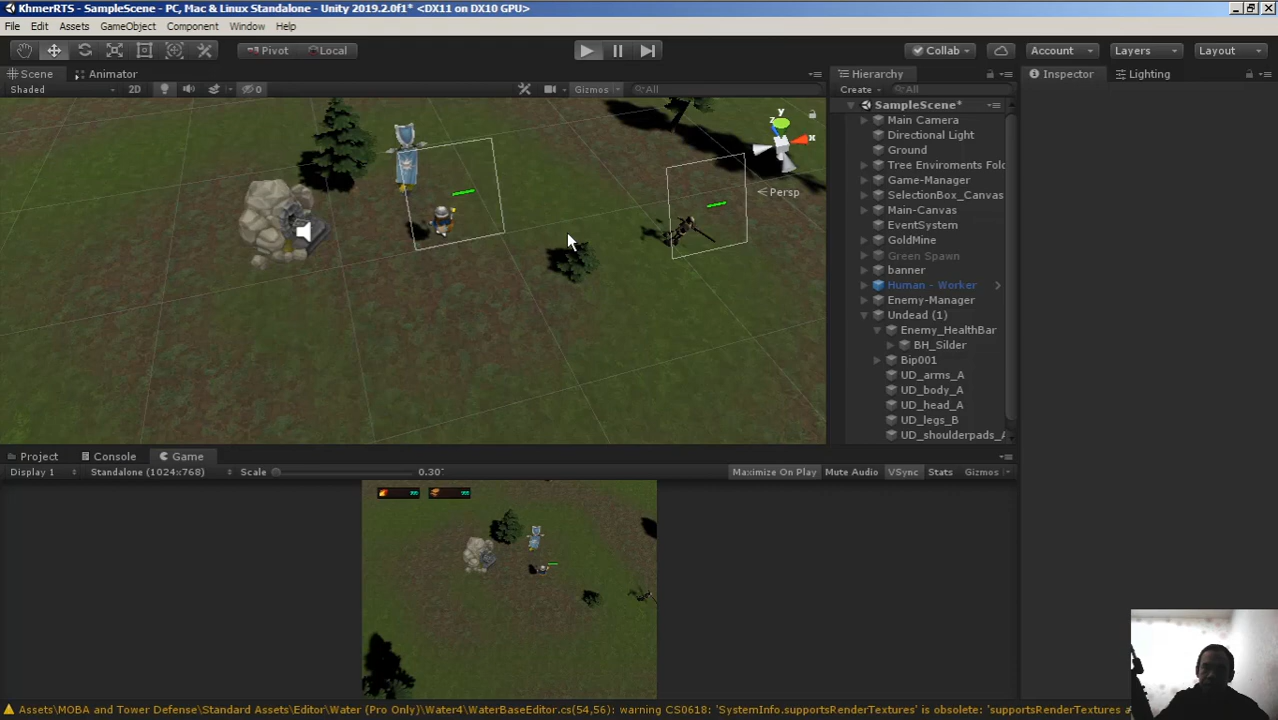 KhmerRTS - SampleScene - PC, Mac & Linux Standalone - Unity 2019.2.0f1* <DX11 on DX10 GPU>
File Edit Assets GameObject Component Window Help
Pivot Local Collab Account Layers Layout
Scene Animator Hierarchy Inspector Lighting
Shaded 2D 0 Gizmos All Create All
SampleScene*
Main Camera
Directional Light
Ground
Tree Enviroments Fold
Game-Manager
SelectionBox_Canvas
Main-Canvas
EventSystem
GoldMine
Green Spawn
banner
Human - Worker
Enemy-Manager
Undead (1)
Enemy_HealthBar
BH_Silder
Bip001
UD_arms_A
UD_body_A
UD_head_A
UD_legs_B
UD_shoulderpads_A
y
x
z
Persp
Project Console Game
Display 1 Standalone (1024x768) Scale 0.30 Maximize On Play Mute Audio VSync Stats Gizmos
Assets\MOBA and Tower Defense\Standard Assets\Editor\Water (Pro Only)\Water4\WaterBaseEditor.cs(54,56): warning CS0618: 'SystemInfo.supportsRenderTextures' is obsolete: 'supportsRenderTextures